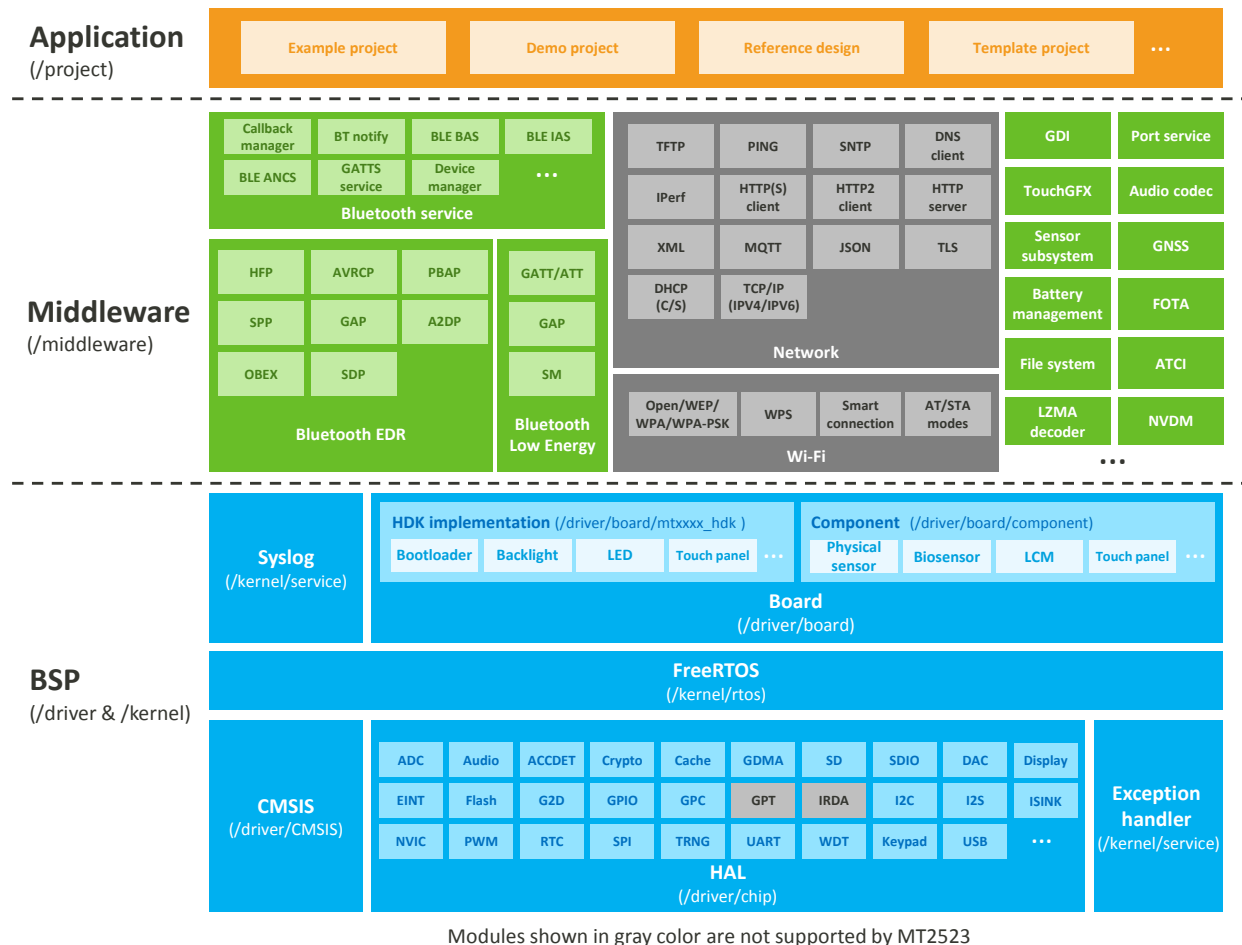 Application
(/project)
Example project
Demo project
Reference design
Template project
...
Middleware
(/middleware)
Callback
manager
BT notify
BLE BAS
BLE IAS
BLE ANCS
GATTS
service
Device
manager
...
Bluetooth service
HFP
AVRCP
PBAP
SPP
GAP
A2DP
OBEX
SDP
Bluetooth EDR
GATT/ATT
GAP
SM
Bluetooth
Low Energy
TFTP
PING
SNTP
DNS
client
IPerf
HTTP(S)
client
HTTP2
client
HTTP
server
XML
MQTT
JSON
TLS
DHCP
(C/S)
TCP/IP
(IPV4/IPV6)
Network
Open/WEP/
WPA/WPA-PSK
WPS
Smart
connection
AT/STA
modes
Wi-Fi
GDI
Port service
TouchGFX
Audio codec
Sensor
subsystem
GNSS
Battery
management
FOTA
File system
ATCI
LZMA
decoder
NVDM
...
BSP
(/driver & /kernel)
Syslog
(/kernel/service)
HDK implementation (/driver/board/mtxxxx_hdk )
Bootloader
Backlight
LED
Touch panel
...
Component (/driver/board/component)
Physical
sensor
Biosensor
LCM
Touch panel
...
Board
(/driver/board)
FreeRTOS
(/kernel/rtos)
CMSIS
(/driver/CMSIS)
ADC
Audio
ACCDET
Crypto
Cache
GDMA
SD
SDIO
DAC
Display
EINT
Flash
G2D
GPIO
GPC
GPT
IRDA
I2C
I2S
ISINK
NVIC
PWM
RTC
SPI
TRNG
UART
WDT
Keypad
USB
...
HAL
(/driver/chip)
Exception
handler
(/kernel/service)
Modules shown in gray color are not supported by MT2523